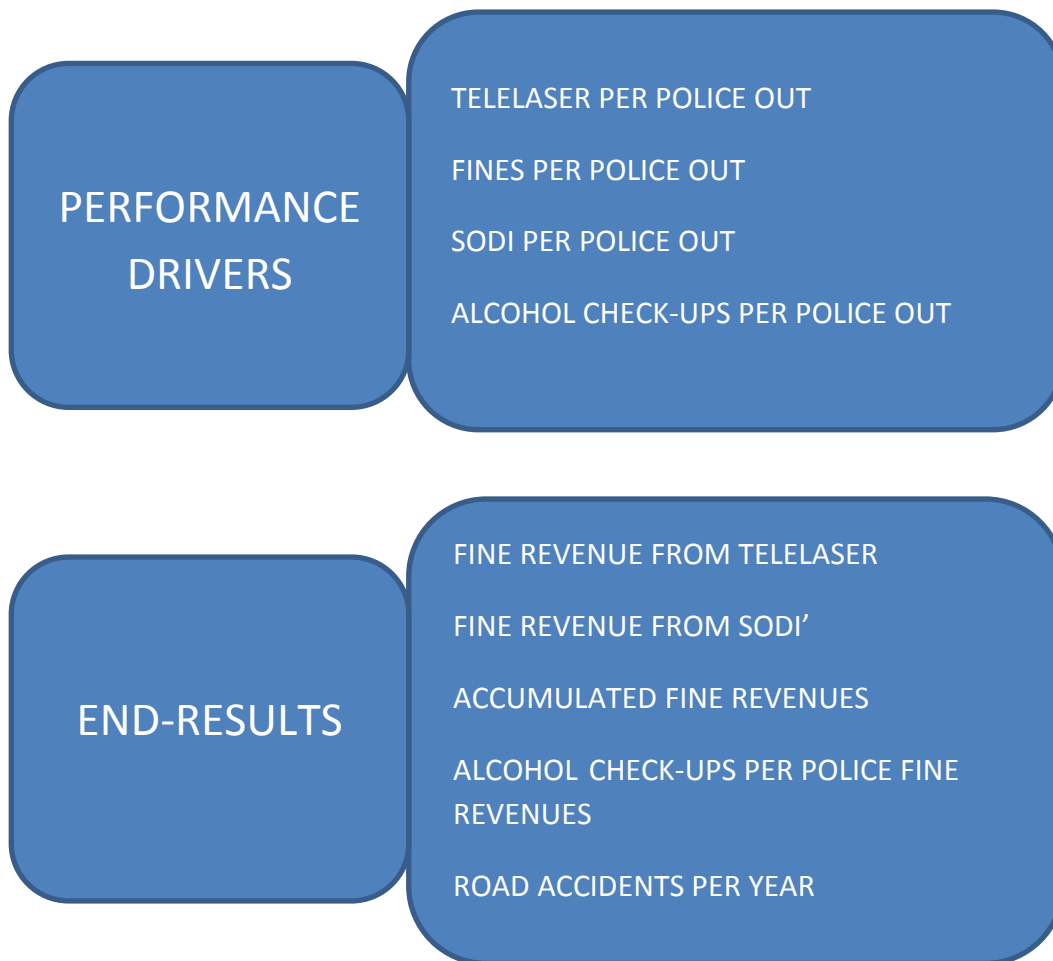 PERFORMANCE
DRIVERS
TELELASER PER POLICE OUT
FINES PER POLICE OUT
SODI PER POLICE OUT
ALCOHOL CHECK-UPS PER POLICE OUT
END-RESULTS
FINE REVENUE FROM TELELASER
FINE REVENUE FROM SODI’
ACCUMULATED FINE REVENUES
ALCOHOL CHECK-UPS PER POLICE FINE
REVENUES
ROAD ACCIDENTS PER YEAR